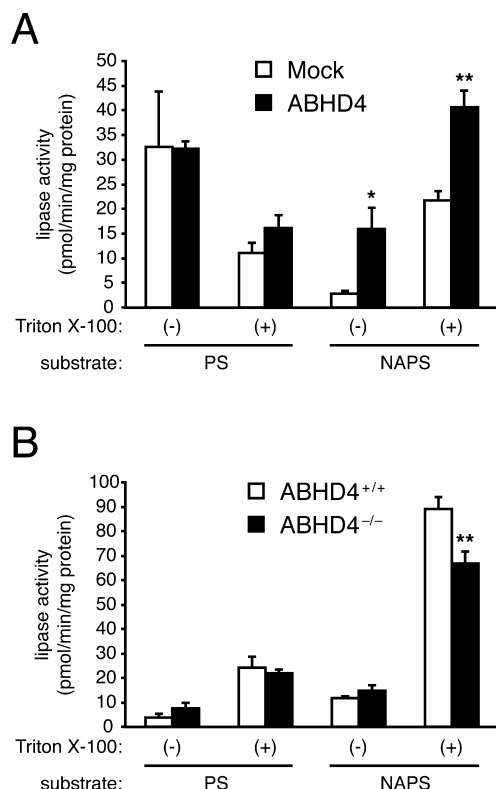 A
lipase activity
(pmol/min/mg protein)
50
45
40
35
30
25
20
15
10
5
0
Mock
ABHD4
*
**
Triton X-100: (-) (+) (-) (+)
substrate: PS NAPS
B
lipase activity
(pmol/min/mg protein)
100
90
80
70
60
50
40
30
20
10
0
ABHD4+/+
ABHD4–/–
**
Triton X-100: (-) (+) (-) (+)
substrate: PS NAPS